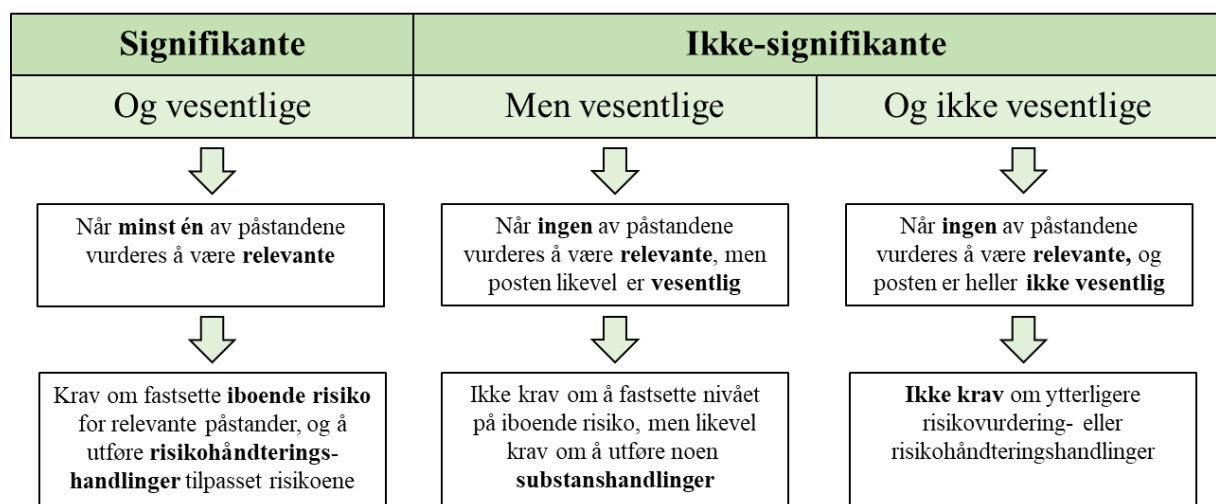 Signifikante
Ikke-signifikante
Og vesentlige
Men vesentlige
Og ikke vesentlige
Når minst én av påstandene
vurderes å være relevante
Når ingen av påstandene
vurderes å være relevante, men
posten likevel er vesentlig
Når ingen av påstandene
vurderes å være relevante, og
posten er heller ikke vesentlig
Krav om fastsette iboende risiko
for relevante påstander, og å
utføre risikohåndterings-
handlinger tilpasset risikoene
Ikke krav om å fastsette nivået
på iboende risiko, men likevel
krav om å utføre noen
substanshandlinger
Ikke krav om ytterligere
risikovurdering- eller
risikohåndteringshandlinger